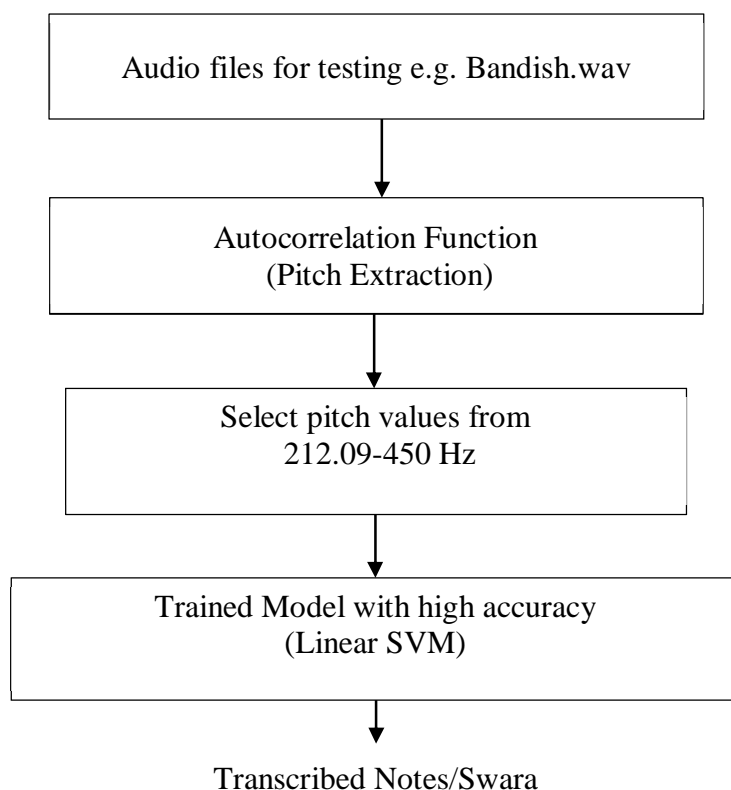 Audio files for testing e.g. Bandish.wav
Autocorrelation Function
(Pitch Extraction)
Select pitch values from
212.09-450 Hz
Trained Model with high accuracy
(Linear SVM)
Transcribed Notes/Swara